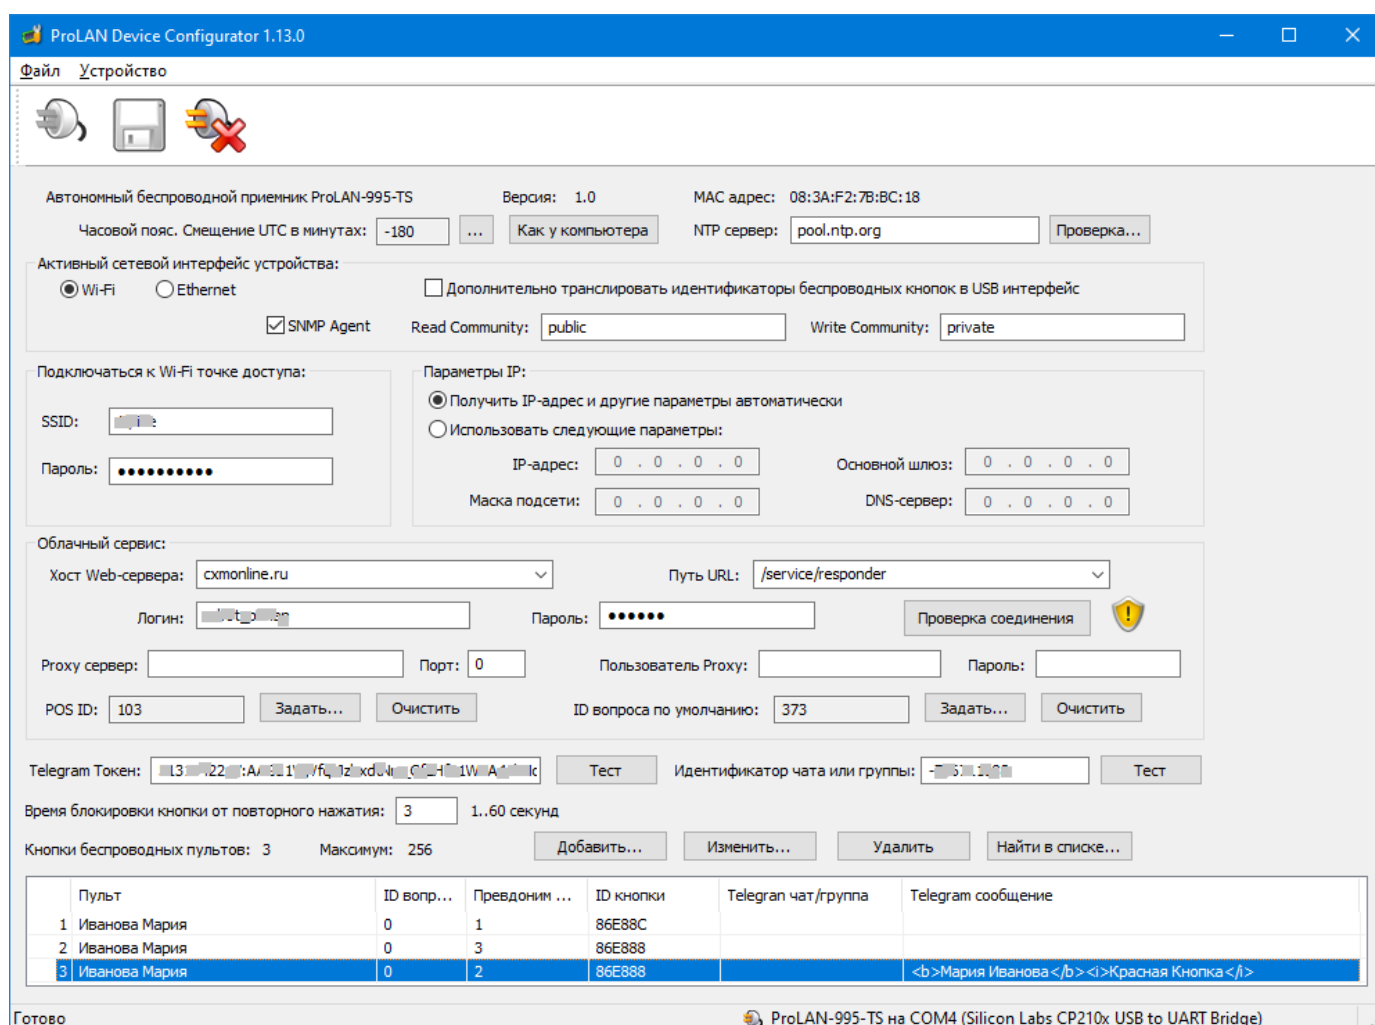 ProLAN Device Configurator 1.13.0
Файл Устройство
Автономный беспроводной приемник ProLAN-995-TS Версия: 1.0 MAC адрес: 08:3A:F2:7B:BC:18
Часовой пояс. Смещение UTC в минутах: -180 ... Как у компьютера NTP сервер: pool.ntp.org Проверка...
Активный сетевой интерфейс устройства:
Wi-Fi Ethernet Дополнительно транслировать идентификаторы беспроводных кнопок в USB интерфейс
SNMP Agent Read Community: public Write Community: private
Подключаться к Wi-Fi точке доступа: Параметры IP:
Получить IP-адрес и другие параметры автоматически
SSID:
Использовать следующие параметры:
Пароль: ●●●●●●●●●● IP-адрес: 0 . 0 . 0 . 0 Основной шлюз: 0 . 0 . 0 . 0
Маска подсети: 0 . 0 . 0 . 0 DNS-сервер: 0 . 0 . 0 . 0
Облачный сервис:
Хост Web-сервера: cxmonline.ru Путь URL: /service/responder
Логин: Пароль: ●●●●●● Проверка соединения
Proxy сервер: Порт: 0 Пользователь Proxy: Пароль:
POS ID: 103 Задать... Очистить ID вопроса по умолчанию: 373 Задать... Очистить
Telegram Токен: Тест Идентификатор чата или группы: Тест
Время блокировки кнопки от повторного нажатия: 3 1..60 секунд
Кнопки беспроводных пультов: 3 Максимум: 256 Добавить... Изменить... Удалить Найти в списке...
Пульт ID вопр... Превдоним ... ID кнопки Telegran чат/группа Telegram сообщение
1 Иванова Мария 0 1 86E88C
2 Иванова Мария 0 3 86E888
3 Иванова Мария 0 2 86E888 <b>Мария Иванова</b><i>Красная Кнопка</i>
Готово ProLAN-995-TS на COM4 (Silicon Labs CP210x USB to UART Bridge)